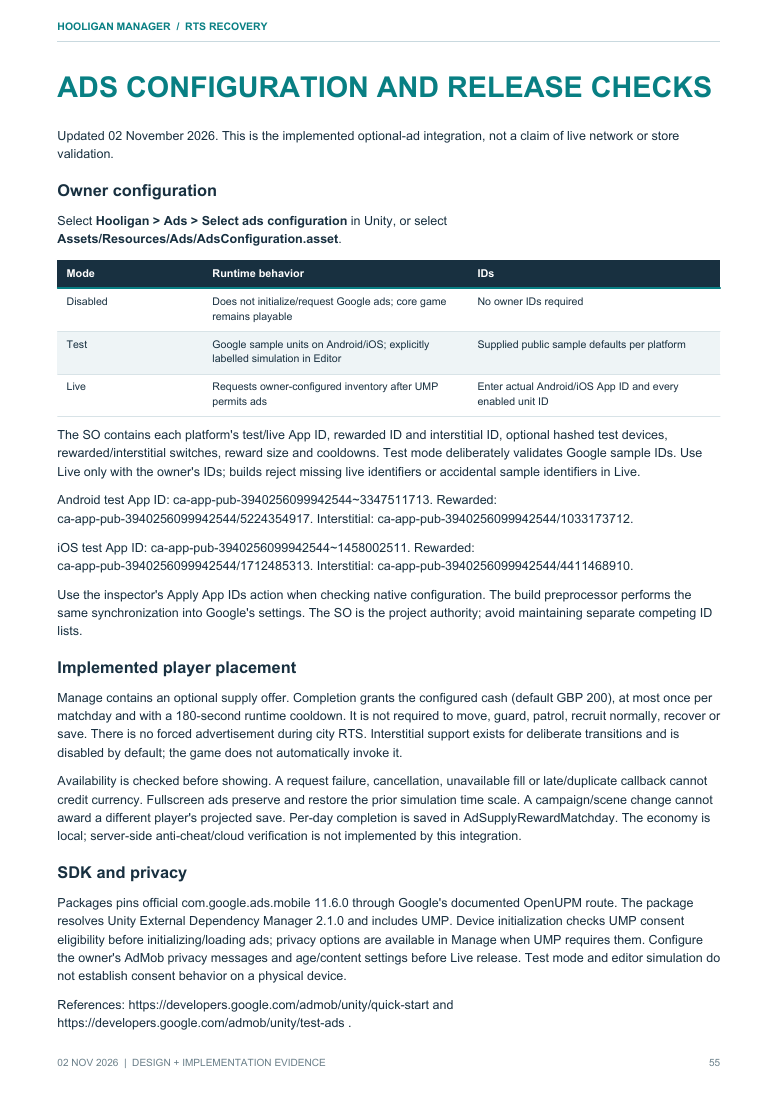 HOOLIGAN MANAGER / RTS RECOVERY
ADS CONFIGURATION AND RELEASE CHECKS
Updated 02 November 2026. This is the implemented optional-ad integration, not a claim of live network or store
validation.
Owner configuration
Select Hooligan > Ads > Select ads configuration in Unity, or select
Assets/Resources/Ads/AdsConfiguration.asset.
Mode Runtime behavior IDs
Disabled Does not initialize/request Google ads; core game No owner IDs required
remains playable
Test Google sample units on Android/iOS; explicitly Supplied public sample defaults per platform
labelled simulation in Editor
Live Requests owner-configured inventory after UMP Enter actual Android/iOS App ID and every
permits ads enabled unit ID
The SO contains each platform's test/live App ID, rewarded ID and interstitial ID, optional hashed test devices,
rewarded/interstitial switches, reward size and cooldowns. Test mode deliberately validates Google sample IDs. Use
Live only with the owner's IDs; builds reject missing live identifiers or accidental sample identifiers in Live.
Android test App ID: ca-app-pub-3940256099942544~3347511713. Rewarded:
ca-app-pub-3940256099942544/5224354917. Interstitial: ca-app-pub-3940256099942544/1033173712.
iOS test App ID: ca-app-pub-3940256099942544~1458002511. Rewarded:
ca-app-pub-3940256099942544/1712485313. Interstitial: ca-app-pub-3940256099942544/4411468910.
Use the inspector's Apply App IDs action when checking native configuration. The build preprocessor performs the
same synchronization into Google's settings. The SO is the project authority; avoid maintaining separate competing ID
lists.
Implemented player placement
Manage contains an optional supply offer. Completion grants the configured cash (default GBP 200), at most once per
matchday and with a 180-second runtime cooldown. It is not required to move, guard, patrol, recruit normally, recover or
save. There is no forced advertisement during city RTS. Interstitial support exists for deliberate transitions and is
disabled by default; the game does not automatically invoke it.
Availability is checked before showing. A request failure, cancellation, unavailable fill or late/duplicate callback cannot
credit currency. Fullscreen ads preserve and restore the prior simulation time scale. A campaign/scene change cannot
award a different player's projected save. Per-day completion is saved in AdSupplyRewardMatchday. The economy is
local; server-side anti-cheat/cloud verification is not implemented by this integration.
SDK and privacy
Packages pins official com.google.ads.mobile 11.6.0 through Google's documented OpenUPM route. The package
resolves Unity External Dependency Manager 2.1.0 and includes UMP. Device initialization checks UMP consent
eligibility before initializing/loading ads; privacy options are available in Manage when UMP requires them. Configure
the owner's AdMob privacy messages and age/content settings before Live release. Test mode and editor simulation do
not establish consent behavior on a physical device.
References: https://developers.google.com/admob/unity/quick-start and
https://developers.google.com/admob/unity/test-ads .
02 NOV 2026 | DESIGN + IMPLEMENTATION EVIDENCE 55